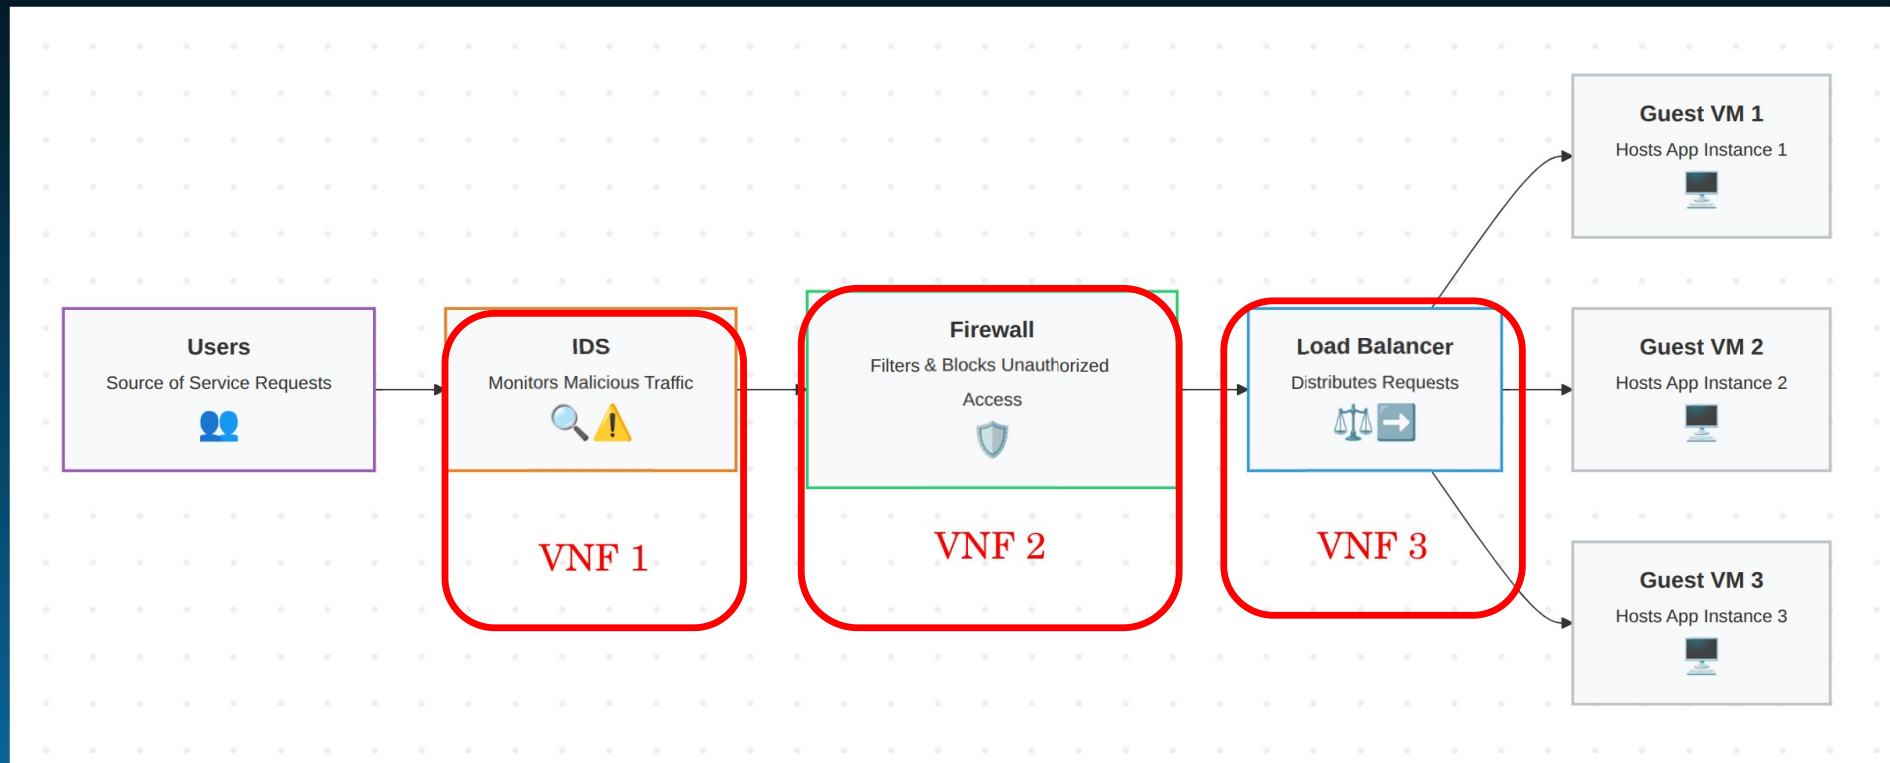 Users
Source of Service Requests
IDS
Monitors Malicious Traffic
VNF 1
Firewall
Filters & Blocks Unauthorized
Access
VNF 2
Load Balancer
Distributes Requests
VNF 3
Guest VM 1
Hosts App Instance 1
Guest VM 2
Hosts App Instance 2
Guest VM 3
Hosts App Instance 3